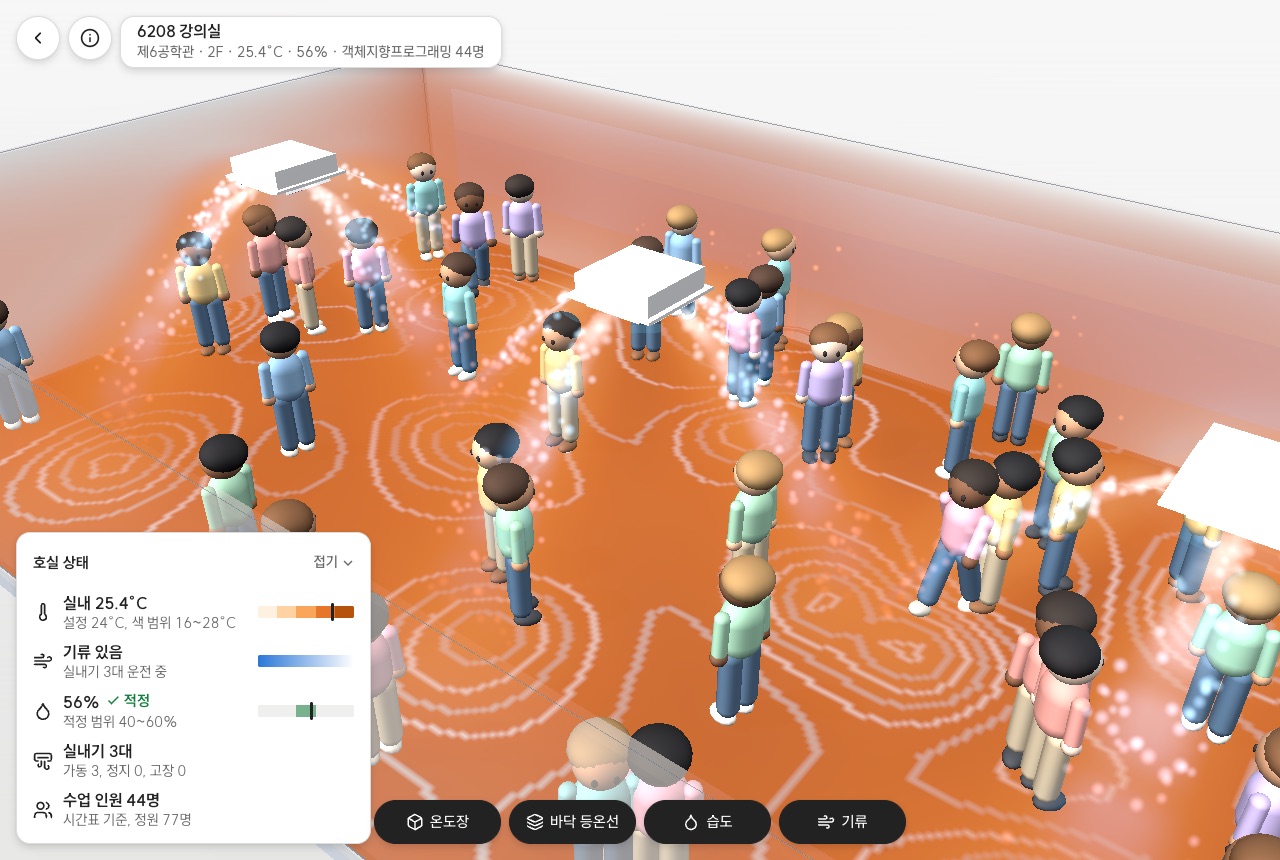 6208 강의실
제6공학관 · 2F · 25.4°C · 56% · 객체지향프로그래밍 44명
호실 상태
접기
실내 25.4°C
설정 24°C, 색 범위 16~28°C
기류 있음
실내기 3대 운전 중
56% 적정
적정 범위 40~60%
실내기 3대
가동 3, 정지 0, 고장 0
수업 인원 44명
시간표 기준, 정원 77명
온도장
바닥 등온선
습도
기류